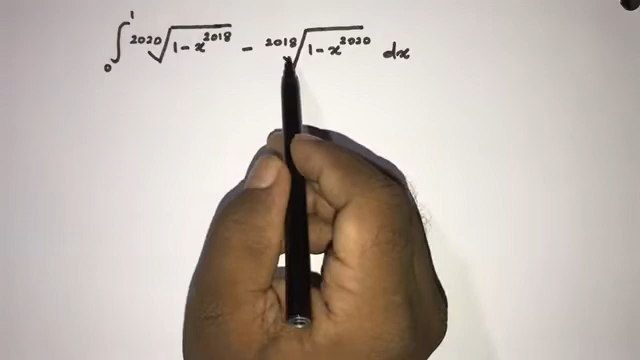 ∫₀¹ ²⁰²⁰√(1 - x²⁰¹⁸) - ²⁰¹⁸√(1 - x²⁰²⁰) dx